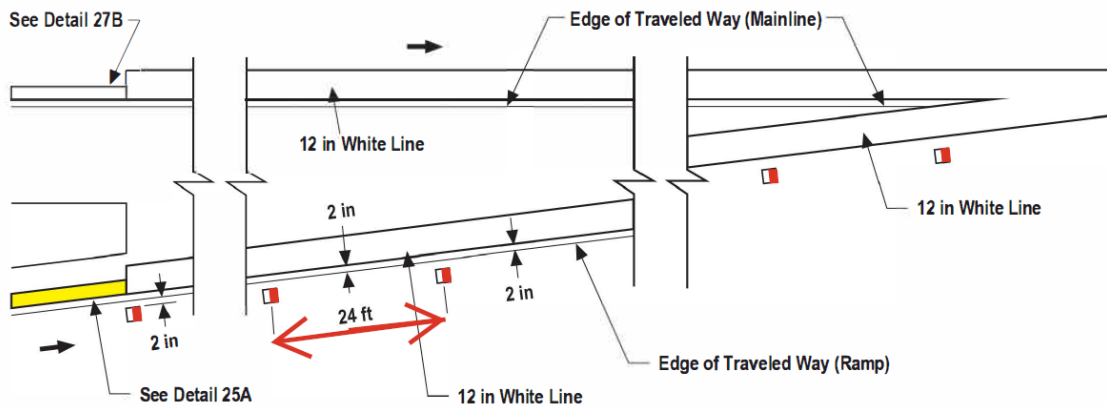 See Detail 27B
Edge of Traveled Way (Mainline)
12 in White Line
2 in
12 in White Line
24 ft
2 in
2 in
Edge of Traveled Way (Ramp)
See Detail 25A
12 in White Line